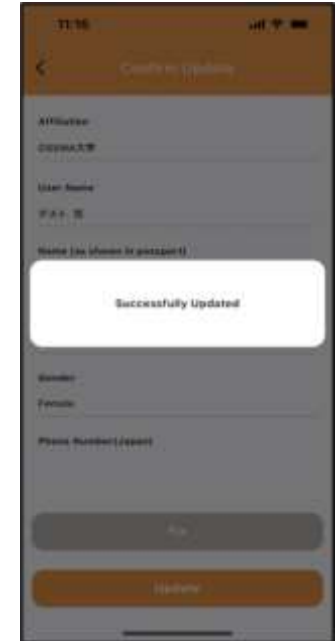 11:16
Confirm Update
Affiliation
User Name
Name (as shown in passport)
Successfully Updated
Gender
Female
Phone Number(Japan)
Update